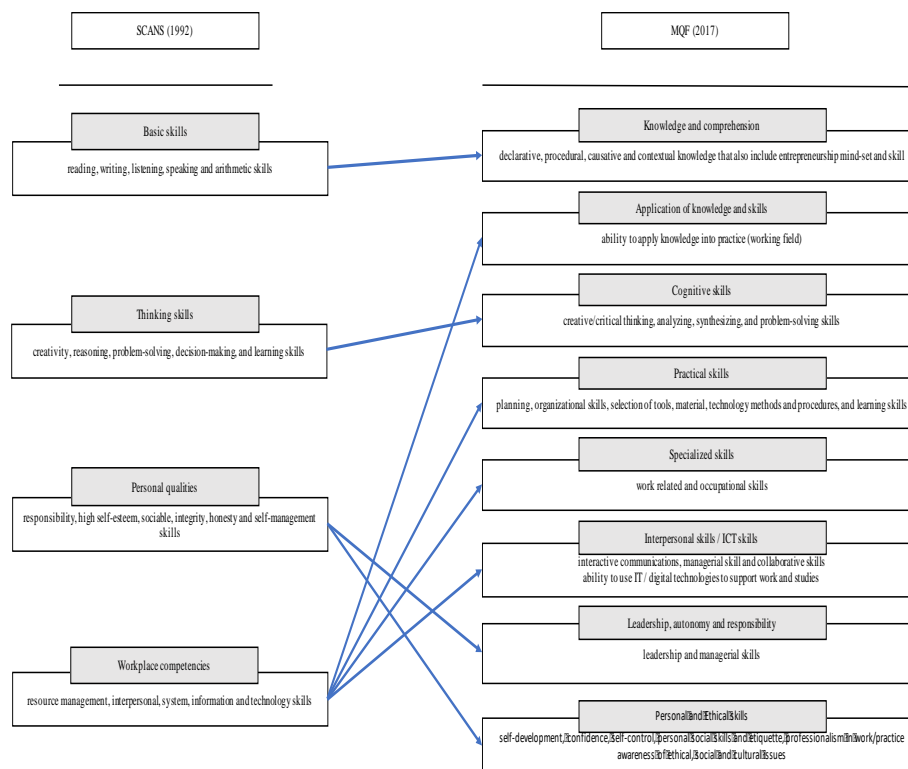 SCANS (1992)
Basic skills
reading, writing, listening, speaking and arithmetic skills
Thinking skills
creativity, reasoning, problem-solving, decision-making, and learning skills
Personal qualities
responsibility, high self-esteem, sociable, integrity, honesty and self-management
skills
Workplace competencies
resource management, interpersonal, system, information and technology skills
MQF (2017)
Knowledge and comprehension
declarative, procedural, causative and contextual knowledge that also include entrepreneurship mind-set and skill
Application of knowledge and skills
ability to apply knowledge into practice (working field)
Cognitive skills
creative/critical thinking, analyzing, synthesizing, and problem-solving skills
Practical skills
planning, organizational skills, selection of tools, material, technology methods and procedures, and learning skills
Specialized skills
work related and occupational skills
Interpersonal skills / ICT skills
interactive communications, managerial skill and collaborative skills
ability to use IT / digital technologies to support work and studies
Leadership, autonomy and responsibility
leadership and managerial skills
Personal and Ethical skills
self-development, confidence, self-control, personal social skills and etiquette, professionalism in work/practice
awareness of ethical, social and cultural issues